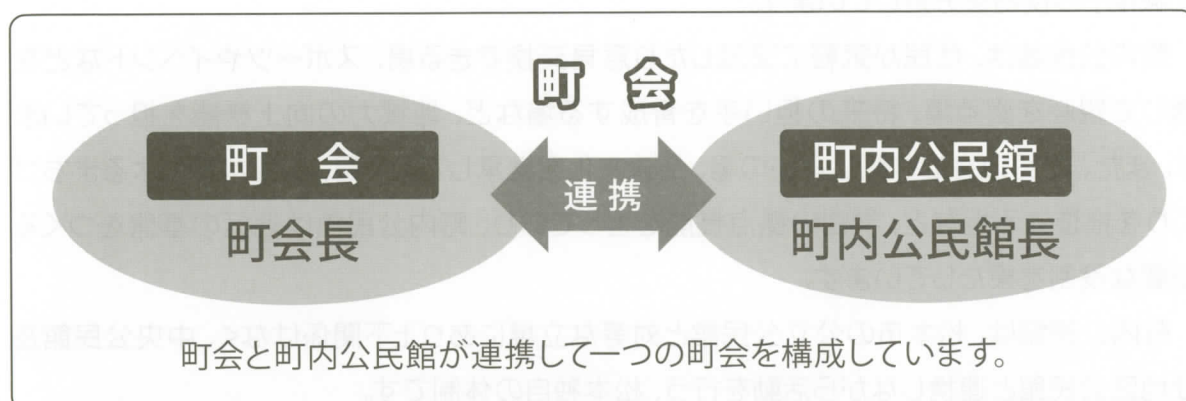 町 会
町 会
町会長
連 携
町内公民館
町内公民館長
町会と町内公民館が連携して一つの町会を構成しています。